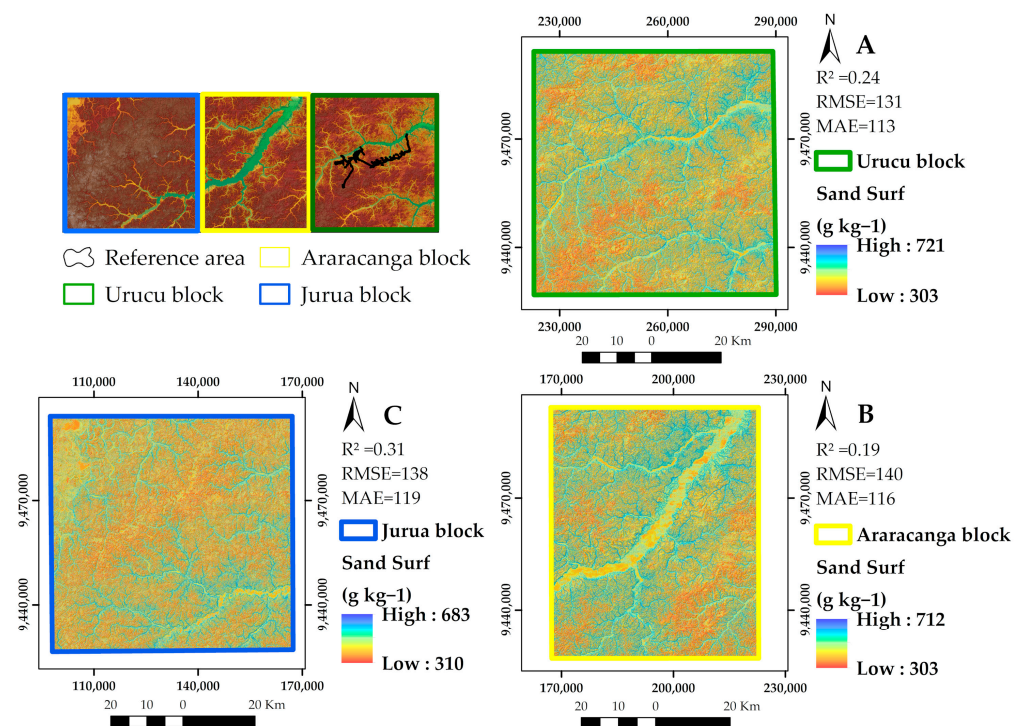 Reference area
Araracanga block
Urucu block
Jurua block
230,000 260,000 290,000
9,470,000
9,440,000
9,470,000
9,440,000
230,000 260,000 290,000
20 10 0 20 Km
N
A
R² =0.24
RMSE=131
MAE=113
Urucu block
Sand Surf
(g kg–1)
High : 721
Low : 303
110,000 140,000 170,000
9,470,000
9,440,000
9,470,000
9,440,000
110,000 140,000 170,000
20 10 0 20 Km
N
C
R² =0.31
RMSE=138
MAE=119
Jurua block
Sand Surf
(g kg–1)
High : 683
Low : 310
170,000 200,000 230,000
9,470,000
9,440,000
9,470,000
9,440,000
170,000 200,000 230,000
20 10 0 20 Km
N
B
R² =0.19
RMSE=140
MAE=116
Araracanga block
Sand Surf
(g kg–1)
High : 712
Low : 303